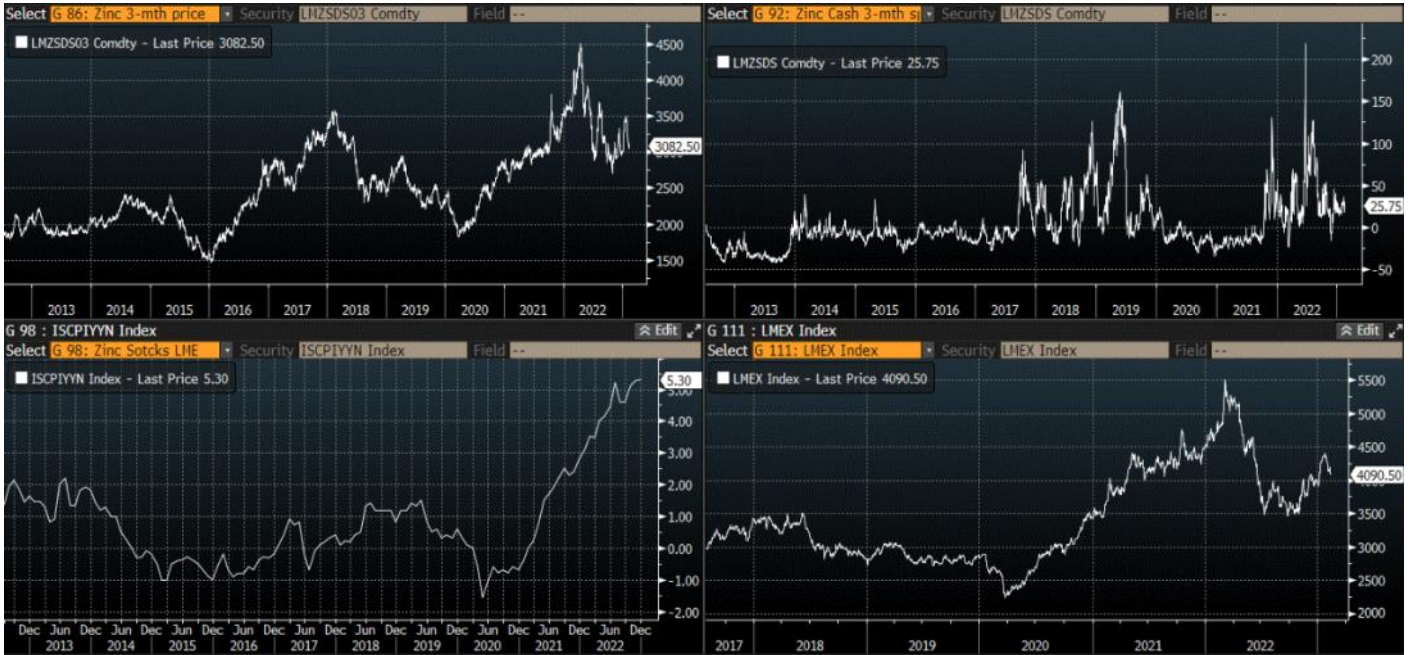 Select G 86: Zinc 3-mth price Security LMZSDS03 Comdty Field --
LMZSDS03 Comdty - Last Price 3082.50
4500
4000
3500
3082.50
3000
2500
2000
1500
2013 2014 2015 2016 2017 2018 2019 2020 2021 2022
Select G 92: Zinc Cash 3-mth sp Security LMZSDS Comdty Field --
LMZSDS Comdty - Last Price 25.75
200
150
100
50
25.75
0
-50
2013 2014 2015 2016 2017 2018 2019 2020 2021 2022
G 98 : ISCPIYYN Index Edit
Select G 98: Zinc Sotcks LME Security ISCPIYYN Index Field --
ISCPIYYN Index - Last Price 5.30
5.30
5.00
4.00
3.00
2.00
1.00
0.00
-1.00
-2.00
Dec Jun Dec Jun Dec Jun Dec Jun Dec Jun Dec Jun Dec Jun Dec Jun Dec Jun Dec Jun Dec
2013 2014 2015 2016 2017 2018 2019 2020 2021 2022
G 111 : LMEX Index Edit
Select G 111: LMEX Index Security LMEX Index Field --
LMEX Index - Last Price 4090.50
5500
5000
4500
4090.50
4000
3500
3000
2500
2000
2017 2018 2019 2020 2021 2022